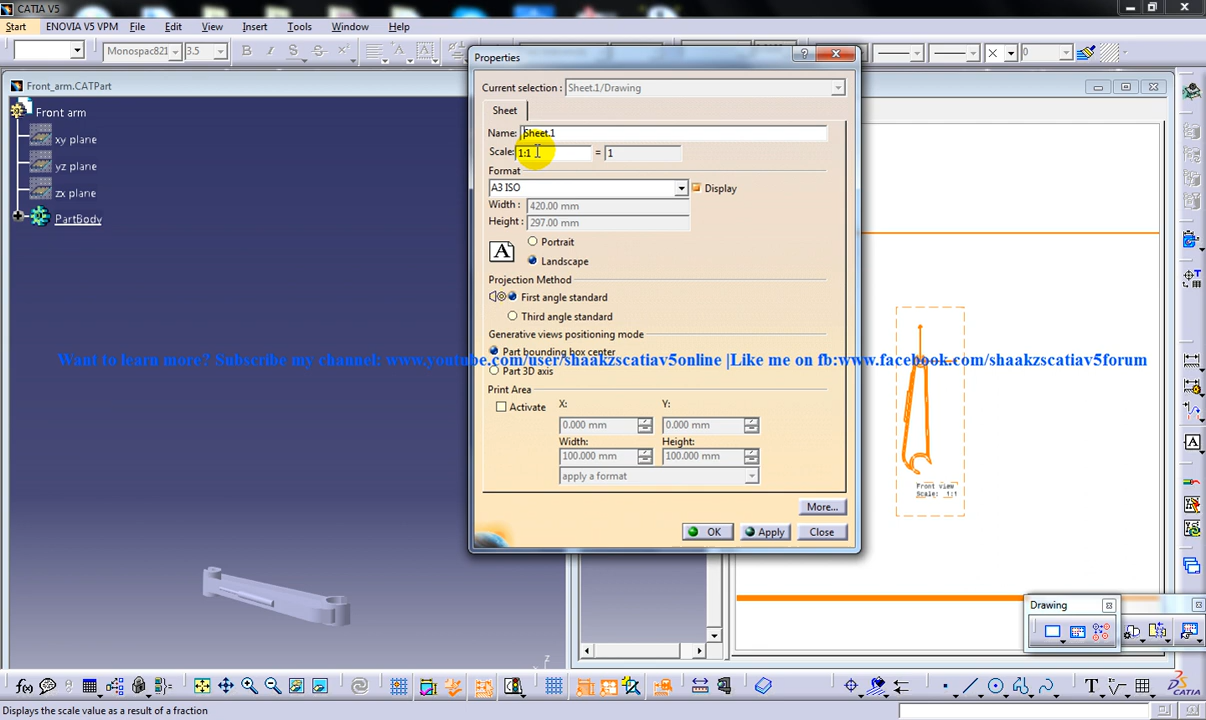 CATIA V5
Start ENOVIA V5 VPM File Edit View Insert Tools Window Help
Monospac821 3.5 B I S 0
Front_arm.CATPart
Front arm
xy plane
yz plane
zx plane
PartBody
Properties
Current selection : Sheet.1/Drawing
Sheet
Name: Sheet.1
Scale: 1:1 = 1
Format
A3 ISO Display
Width : 420.00 mm
Height : 297.00 mm
A Portrait
Landscape
Projection Method
First angle standard
Third angle standard
Generative views positioning mode
Part bounding box center
Want to learn more? Subscribe my channel: www.youtube.com/user/shaakzscatiav5online |Like me on fb:www.facebook.com/shaakzscatiav5forum
Part 3D axis
Print Area
Activate X: Y:
0.000 mm 0.000 mm
Width: Height:
100.000 mm 100.000 mm
apply a format
More...
OK Apply Close
Front view
Scale: 1:1
Drawing
z
f(x)
T
CATIA
Displays the scale value as a result of a fraction